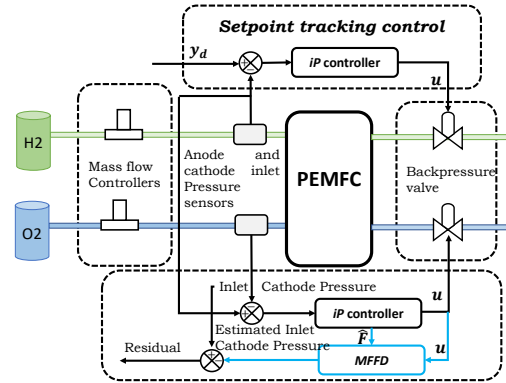 Setpoint tracking control
y_d
iP controller
u
H2
Mass flow
Controllers
Anode and
cathode inlet
Pressure
sensors
PEMFC
Backpressure
valve
O2
Inlet Cathode Pressure
iP controller
u
Estimated Inlet
Cathode Pressure
F̂
u
Residual
MFFD